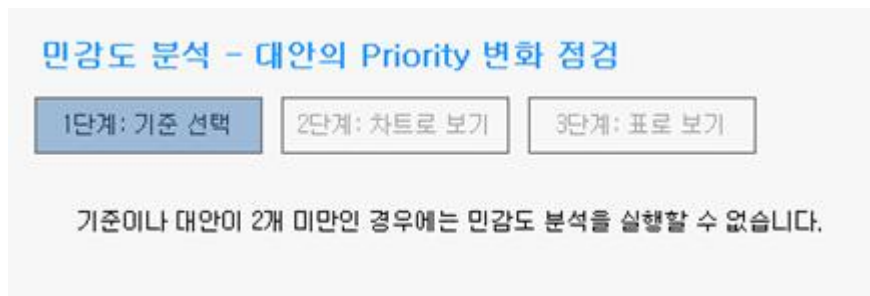 민감도 분석 - 대안의 Priority 변화 점검
1단계: 기준 선택
2단계: 차트로 보기
3단계: 표로 보기
기준이나 대안이 2개 미만인 경우에는 민감도 분석을 실행할 수 없습니다.